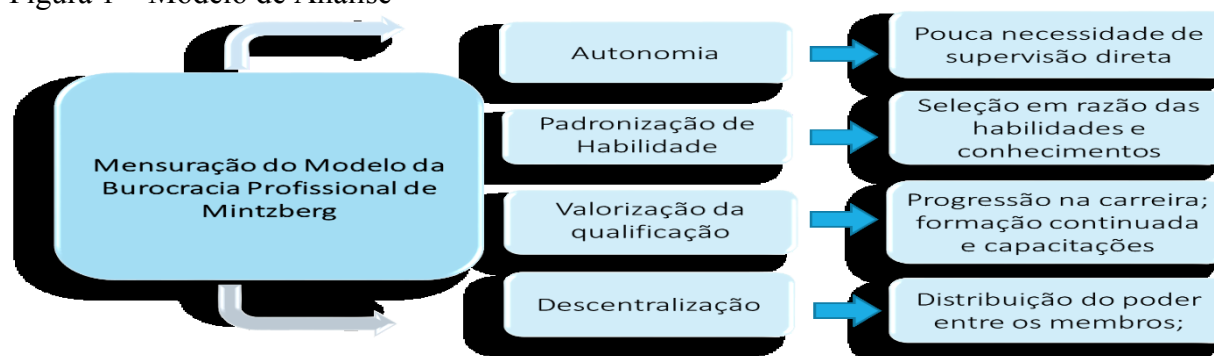 Figura 1 – Modelo de Análise
Mensuração do Modelo da
Burocracia Profissional de
Mintzberg
Autonomia
Pouca necessidade de
supervisão direta
Padronização de
Habilidade
Seleção em razão das
habilidades e
conhecimentos
Valorização da
qualificação
Progressão na carreira;
formação continuada
e capacitações
Descentralização
Distribuição do poder
entre os membros;